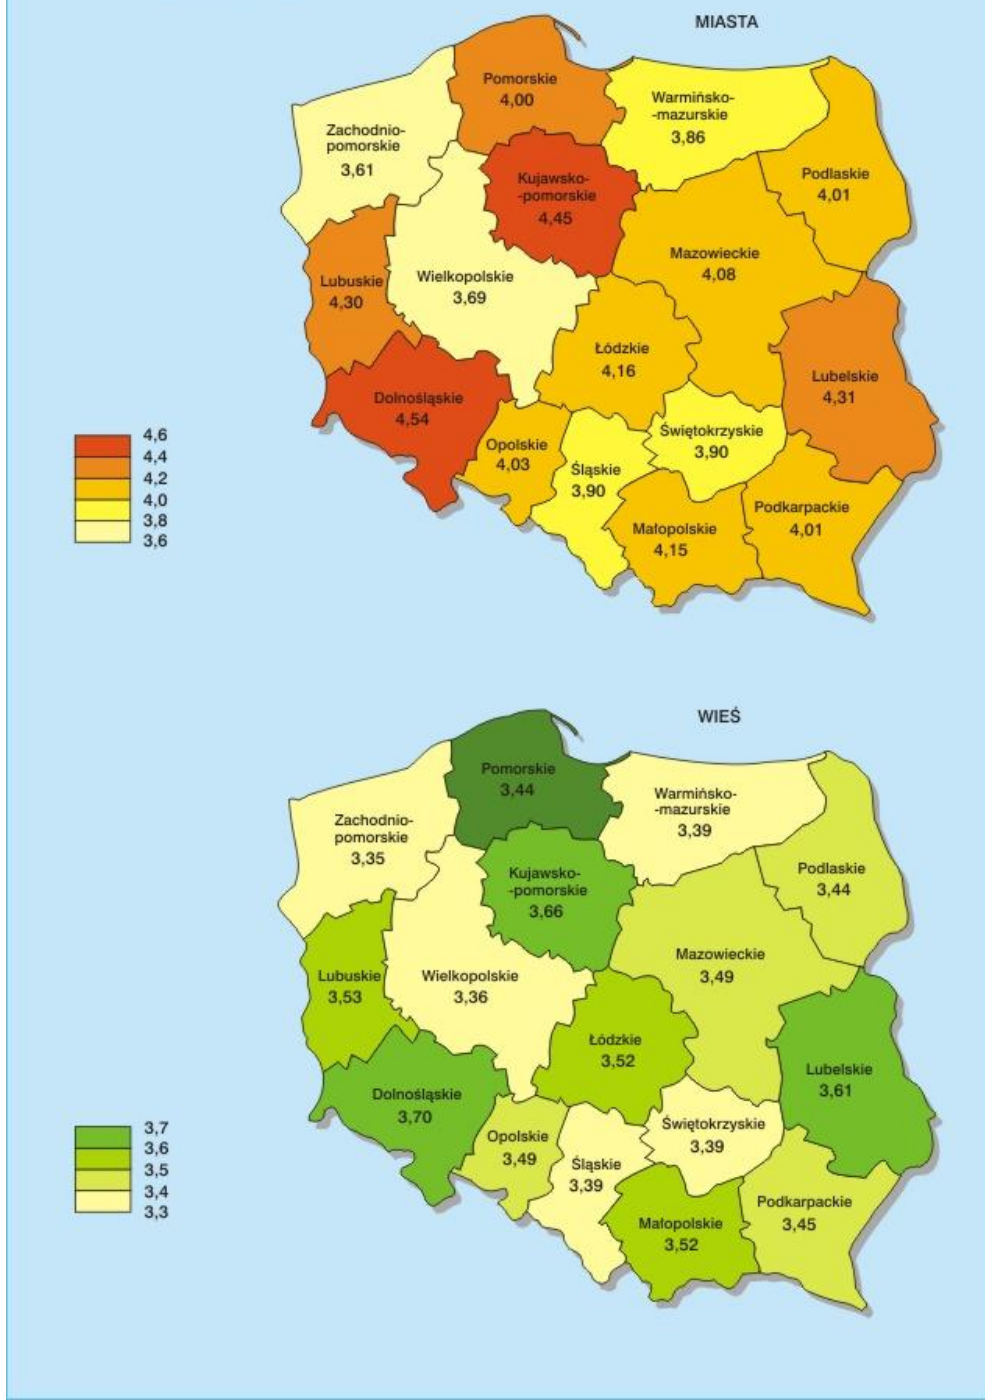 MIASTA
Pomorskie
4,00
Warmińsko-
-mazurskie
3,86
Zachodnio-
pomorskie
3,61
Podlaskie
4,01
Kujawsko-
-pomorskie
4,45
Mazowieckie
4,08
Wielkopolskie
3,69
Lubuskie
4,30
Łódzkie
4,16
Lubelskie
4,31
Dolnośląskie
4,54
Świętokrzyskie
3,90
Opolskie
4,03
Śląskie
3,90
Podkarpackie
4,01
Małopolskie
4,15
4,6
4,4
4,2
4,0
3,8
3,6
WIEŚ
Pomorskie
3,44
Warmińsko-
-mazurskie
3,39
Zachodnio-
pomorskie
3,35
Podlaskie
3,44
Kujawsko-
-pomorskie
3,66
Mazowieckie
3,49
Wielkopolskie
3,36
Lubuskie
3,53
Łódzkie
3,52
Lubelskie
3,61
Dolnośląskie
3,70
Świętokrzyskie
3,39
Opolskie
3,49
Śląskie
3,39
Podkarpackie
3,45
Małopolskie
3,52
3,7
3,6
3,5
3,4
3,3